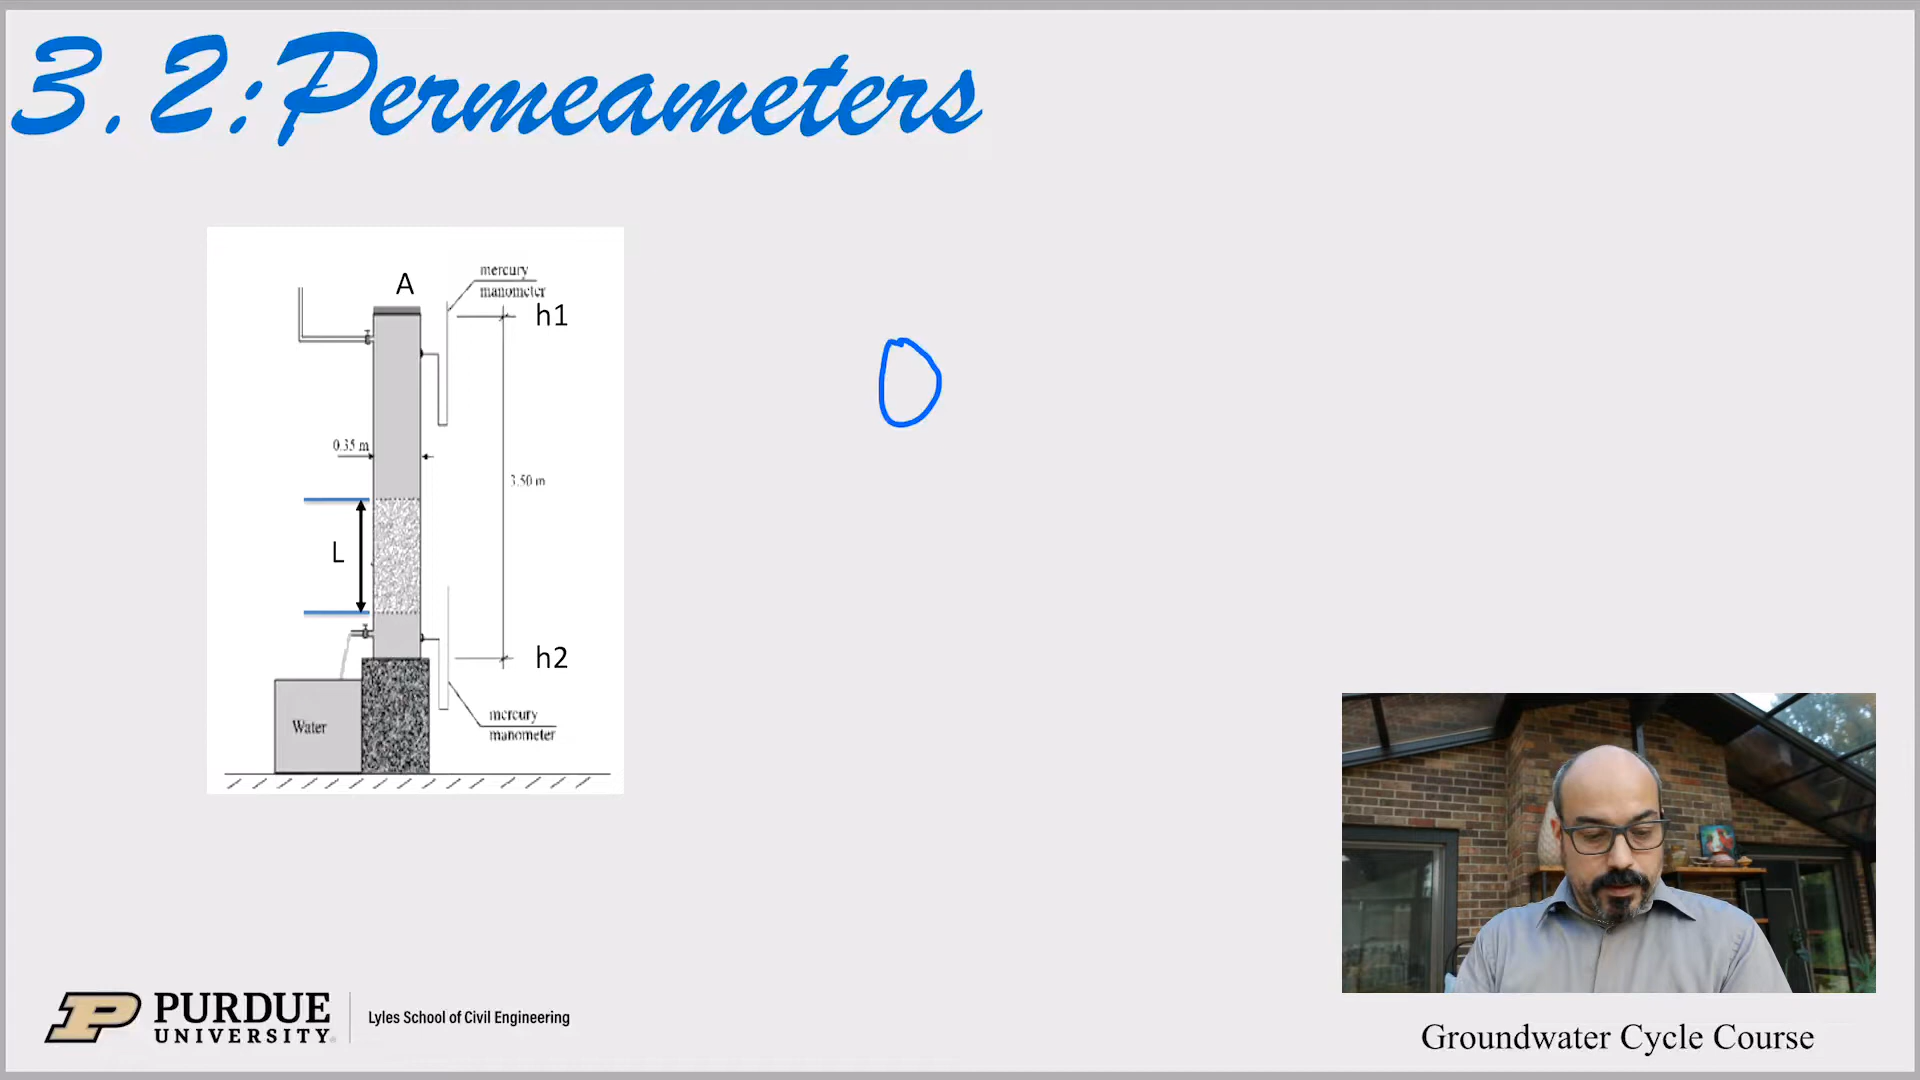 3.2: Permeameters
A
mercury
manometer
h1
0.35 m
3.50 m
L
h2
mercury
manometer
Water
PURDUE
UNIVERSITY
Lyles School of Civil Engineering
Groundwater Cycle Course